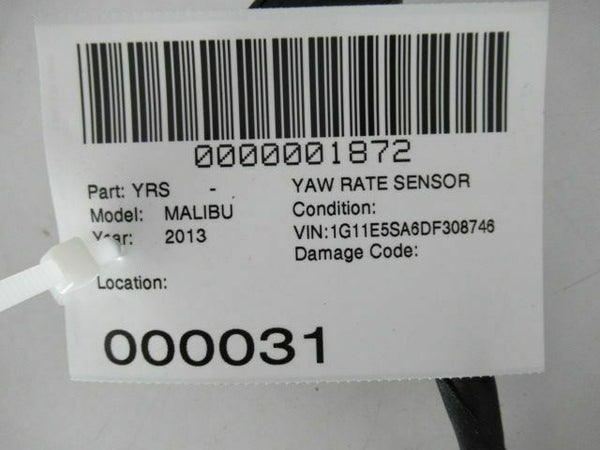 0000001872
Part: YRS - YAW RATE SENSOR
Model: MALIBU Condition:
Year: 2013 VIN:1G11E5SA6DF308746
Damage Code:
Location:
000031